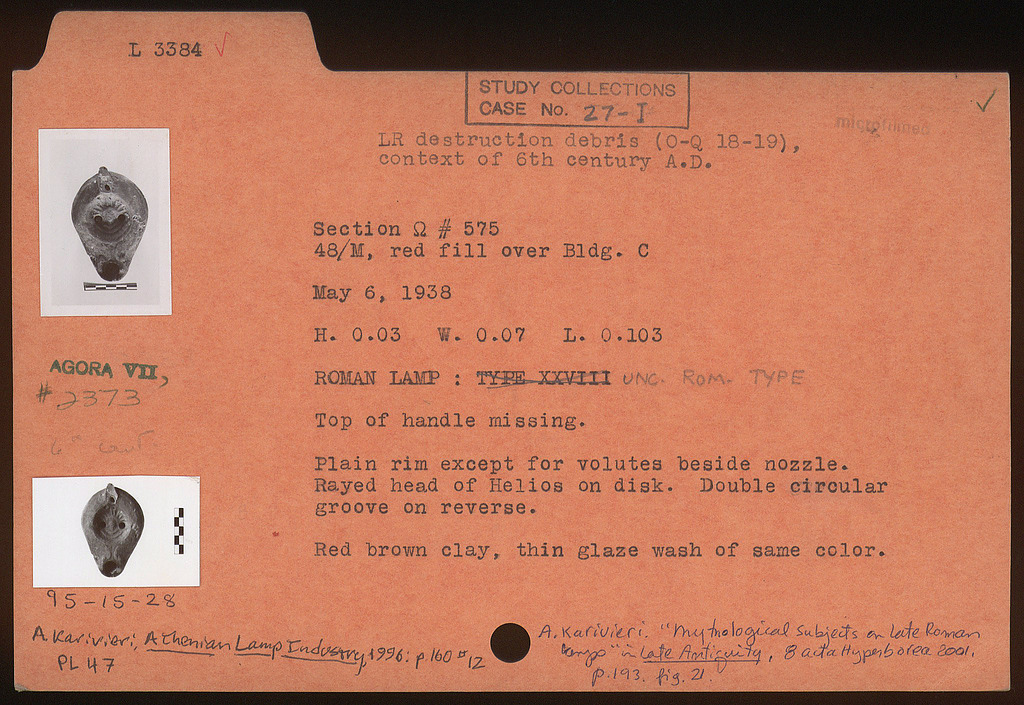 L 3384 ✓
STUDY COLLECTIONS
CASE No. 27-I
✓
LR destruction debris (O-Q 18-19),
context of 6th century A.D.
Section Ω # 575
48/M, red fill over Bldg. C
May 6, 1938
H. 0.03 W. 0.07 L. 0.103
AGORA VII,
# 2373
ROMAN LAMP : TYPE XXVIII UNC. ROM. TYPE
Top of handle missing.
6th cent.
Plain rim except for volutes beside nozzle.
Rayed head of Helios on disk. Double circular
groove on reverse.
Red brown clay, thin glaze wash of same color.
95-15-28
A. Karivieri, Athenian Lamp Industry, 1996: p.160 # 12
PL 47
A. Karivieri. "Mythological Subjects on Late Roman
Lamps" in Late Antiquity, 8 acta Hyperborea 2001.
p.193. fig. 21.